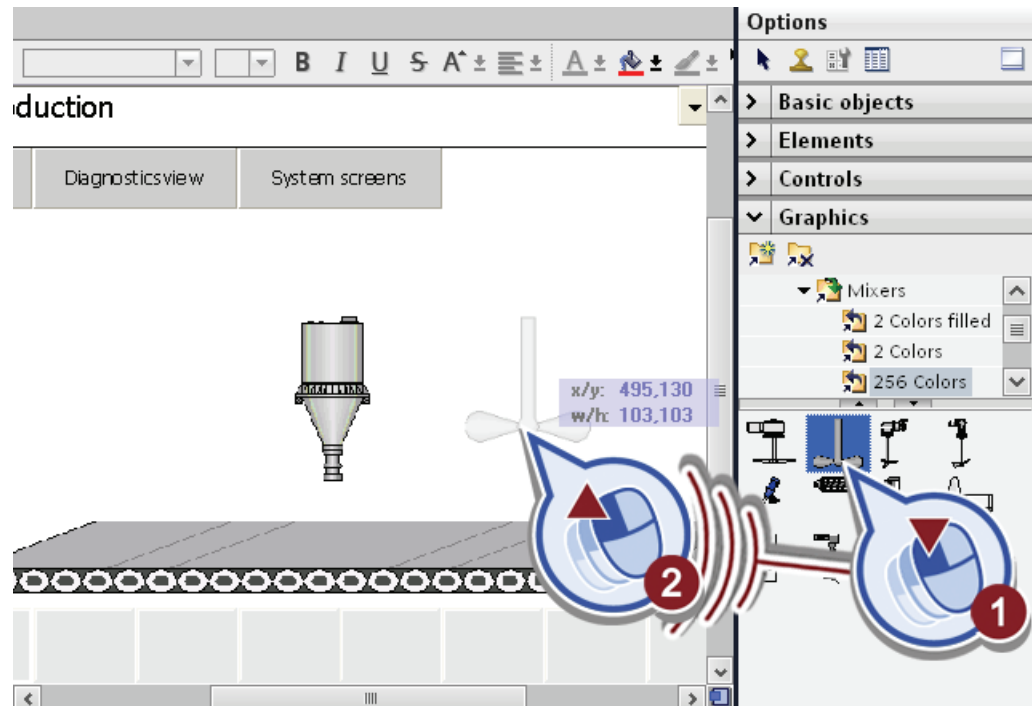 Options
B I U S A A
oduction
Basic objects
Elements
Diagnosticsview System screens
Controls
Graphics
Mixers
2 Colors filled
2 Colors
256 Colors
x/y: 495,130
w/h: 103,103
2
1